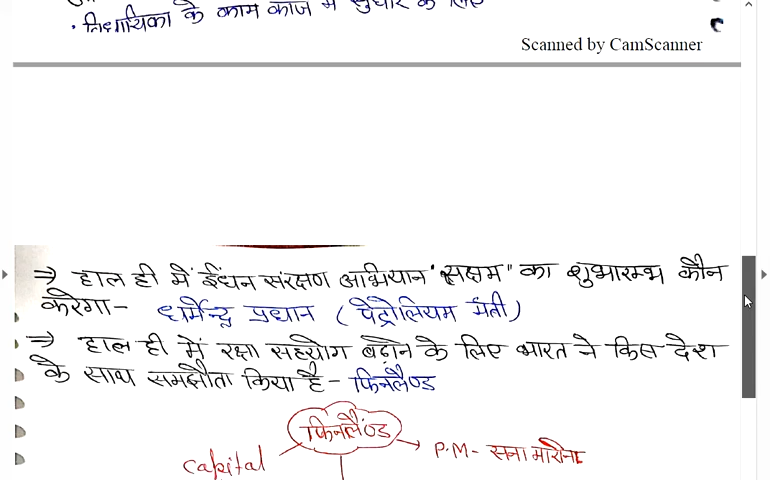 • विधायिका के काम काज में सुधार के लिए
Scanned by CamScanner
⇒ हाल ही में ईंधन संरक्षण अभियान "सक्षम" का शुभारम्भ कौन
करेगा- धर्मेन्द्र प्रधान (पेट्रोलियम मंत्री)
⇒ हाल ही में रक्षा सहयोग बढ़ाने के लिए भारत ने किस देश
के साथ समझौता किया है- फिनलैण्ड
फिनलैण्ड
Capital
P.M- सना मारीन